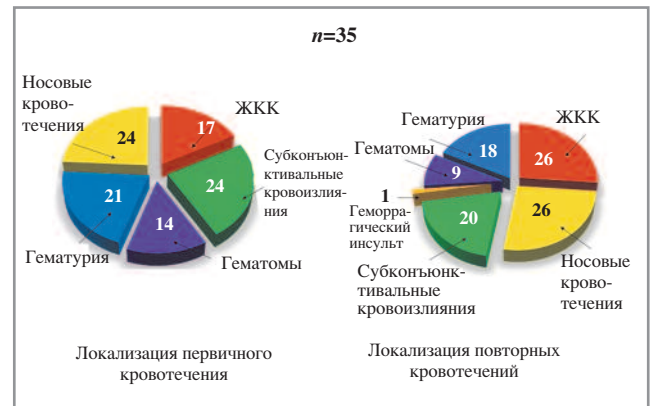 n=35
Носовые
крово-
течения
24
ЖКК
17
Субконъюн-
ктивальные
кровоизлия-
ния
24
21
14
Гематурия
Гематомы
Локализация первичного
кровотечения
Гематурия
18
ЖКК
26
Гематомы
9
1
Геморра-
гический
инсульт
20
26
Субконъюнк-
тивальные
кровоизлияния
Носовые
крово-
течения
Локализация повторных
кровотечений